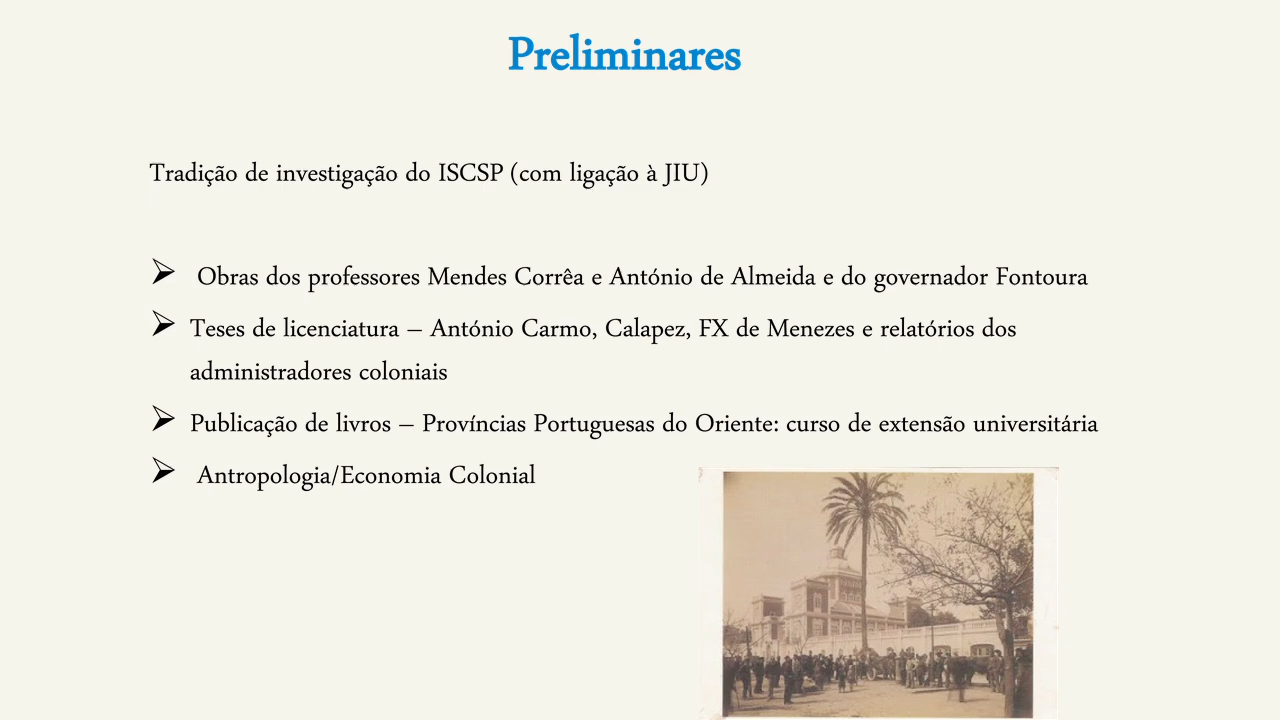 Preliminares
Tradição de investigação do ISCSP (com ligação à JIU)
➢ Obras dos professores Mendes Corrêa e António de Almeida e do governador Fontoura
➢ Teses de licenciatura – António Carmo, Calapez, FX de Menezes e relatórios dos
administradores coloniais
➢ Publicação de livros – Províncias Portuguesas do Oriente: curso de extensão universitária
➢ Antropologia/Economia Colonial